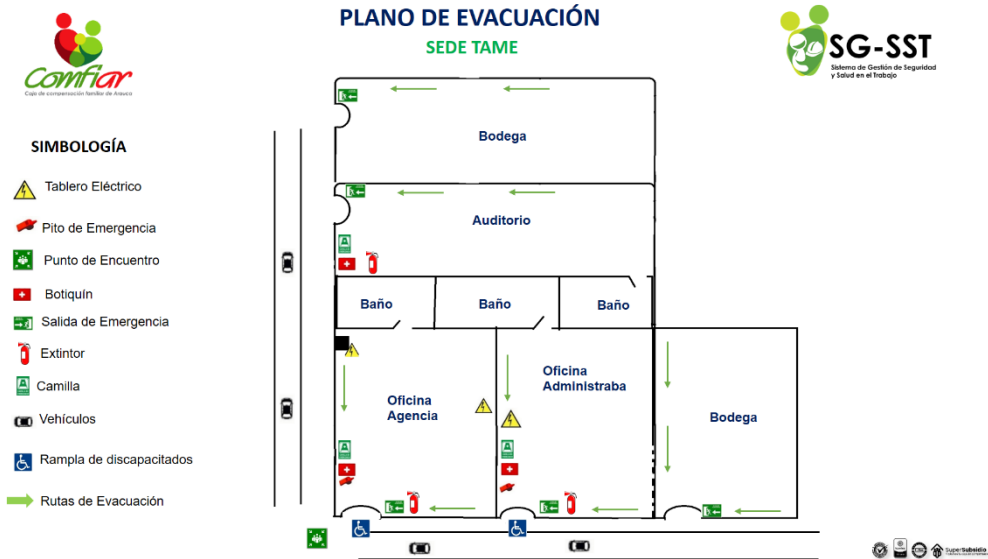 PLANO DE EVACUACIÓN
SEDE TAME
Comfiar
Caja de compensación familiar de Arauca
SG-SST
Sistema de Gestión de Seguridad
y Salud en el Trabajo
SIMBOLOGÍA
Tablero Eléctrico
Pito de Emergencia
Punto de Encuentro
Botiquín
Salida de Emergencia
Extintor
Camilla
Vehículos
Rampla de discapacitados
Rutas de Evacuación
Bodega
Auditorio
Baño
Baño
Baño
Oficina
Agencia
Oficina
Administraba
Bodega
SuperSubsidio